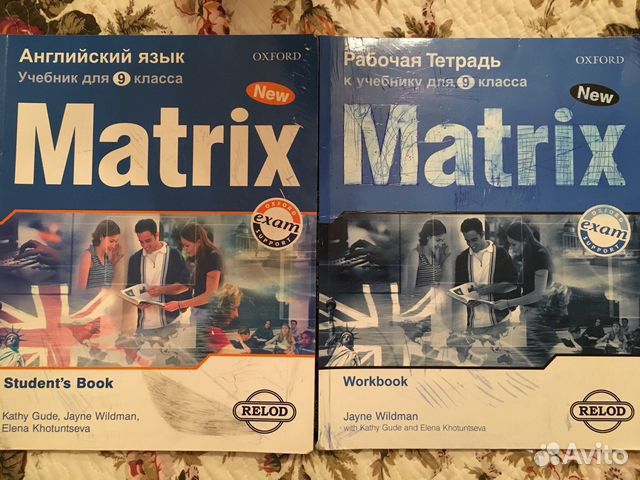 Английский язык
OXFORD
Учебник для 9 класса
New
Matrix
OXFORD
exam
SUPPORT
Student's Book
Kathy Gude, Jayne Wildman,
Elena Khotuntseva
RELOD
Рабочая Тетрадь
OXFORD
к учебнику для 9 класса
New
Matrix
OXFORD
exam
SUPPORT
Workbook
Jayne Wildman
with Kathy Gude and Elena Khotuntseva
RELOD
Avito